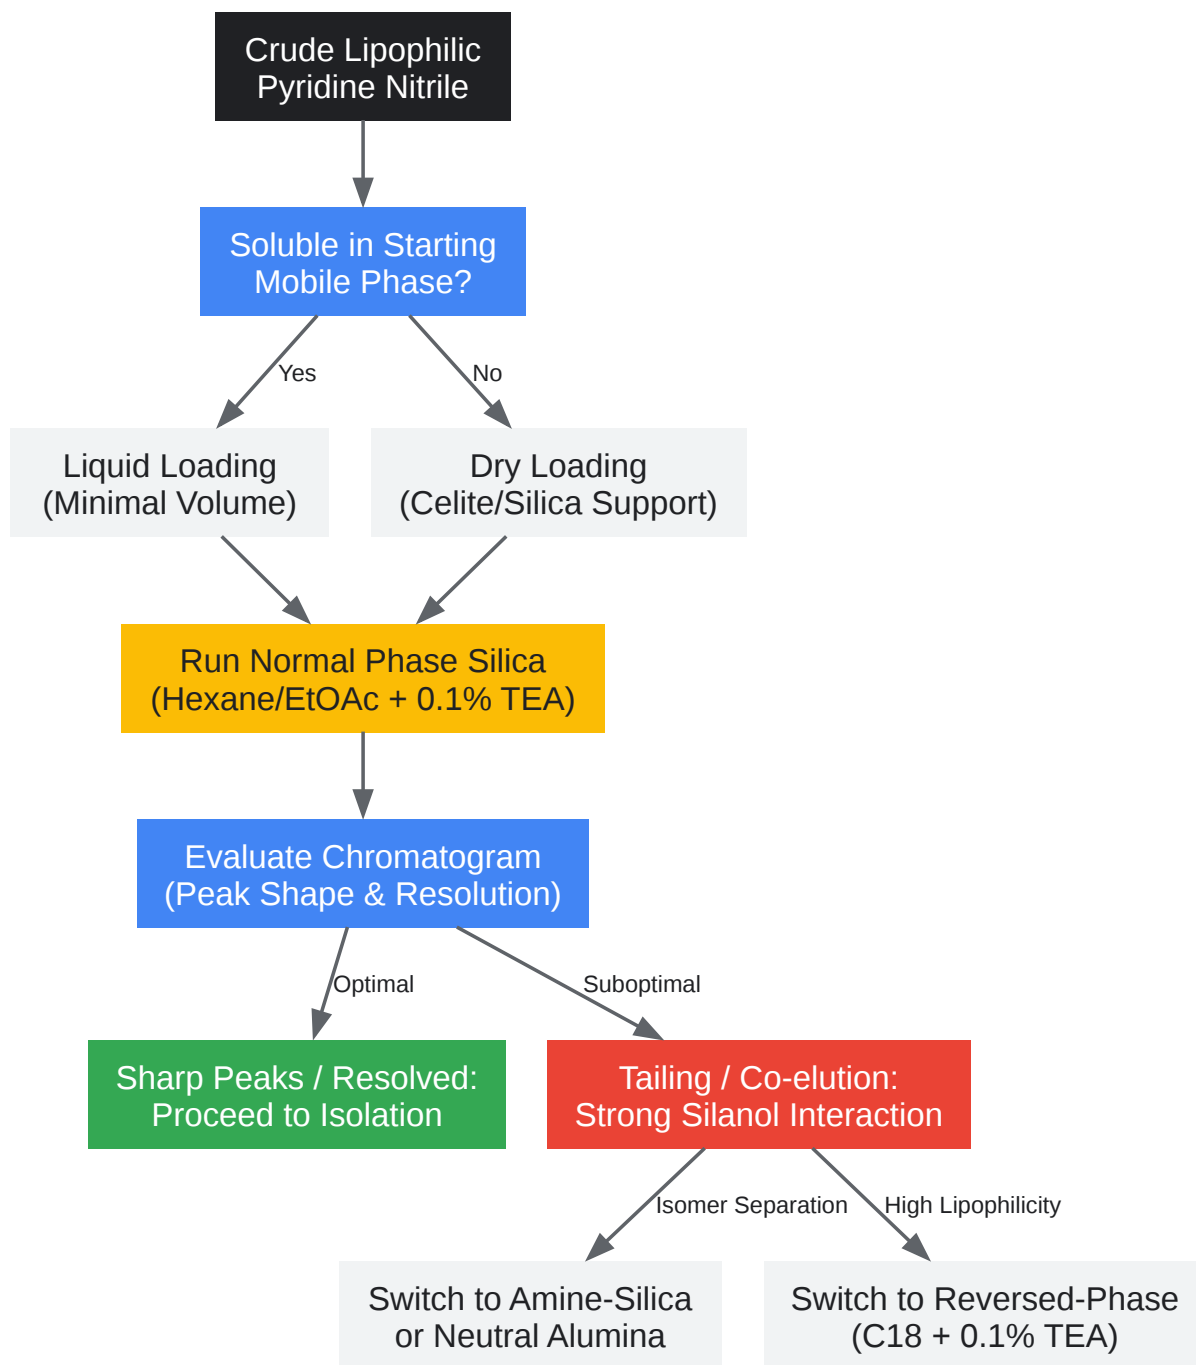 Crude Lipophilic
Pyridine Nitrile
Soluble in Starting
Mobile Phase?
Yes
No
Liquid Loading
(Minimal Volume)
Dry Loading
(Celite/Silica Support)
Run Normal Phase Silica
(Hexane/EtOAc + 0.1% TEA)
Evaluate Chromatogram
(Peak Shape & Resolution)
Optimal
Suboptimal
Sharp Peaks / Resolved:
Proceed to Isolation
Tailing / Co-elution:
Strong Silanol Interaction
Isomer Separation
High Lipophilicity
Switch to Amine-Silica
or Neutral Alumina
Switch to Reversed-Phase
(C18 + 0.1% TEA)